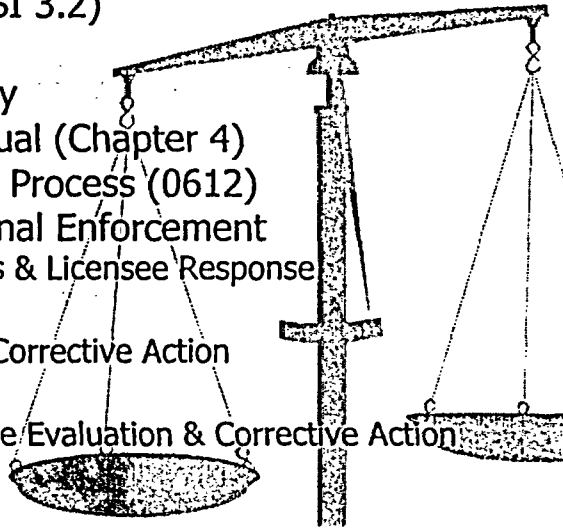 SI 3.2)
y
ual (Chapter 4)
Process (0612)
nal Enforcement
s & Licensee Response
Corrective Action
e Evaluation & Corrective Action